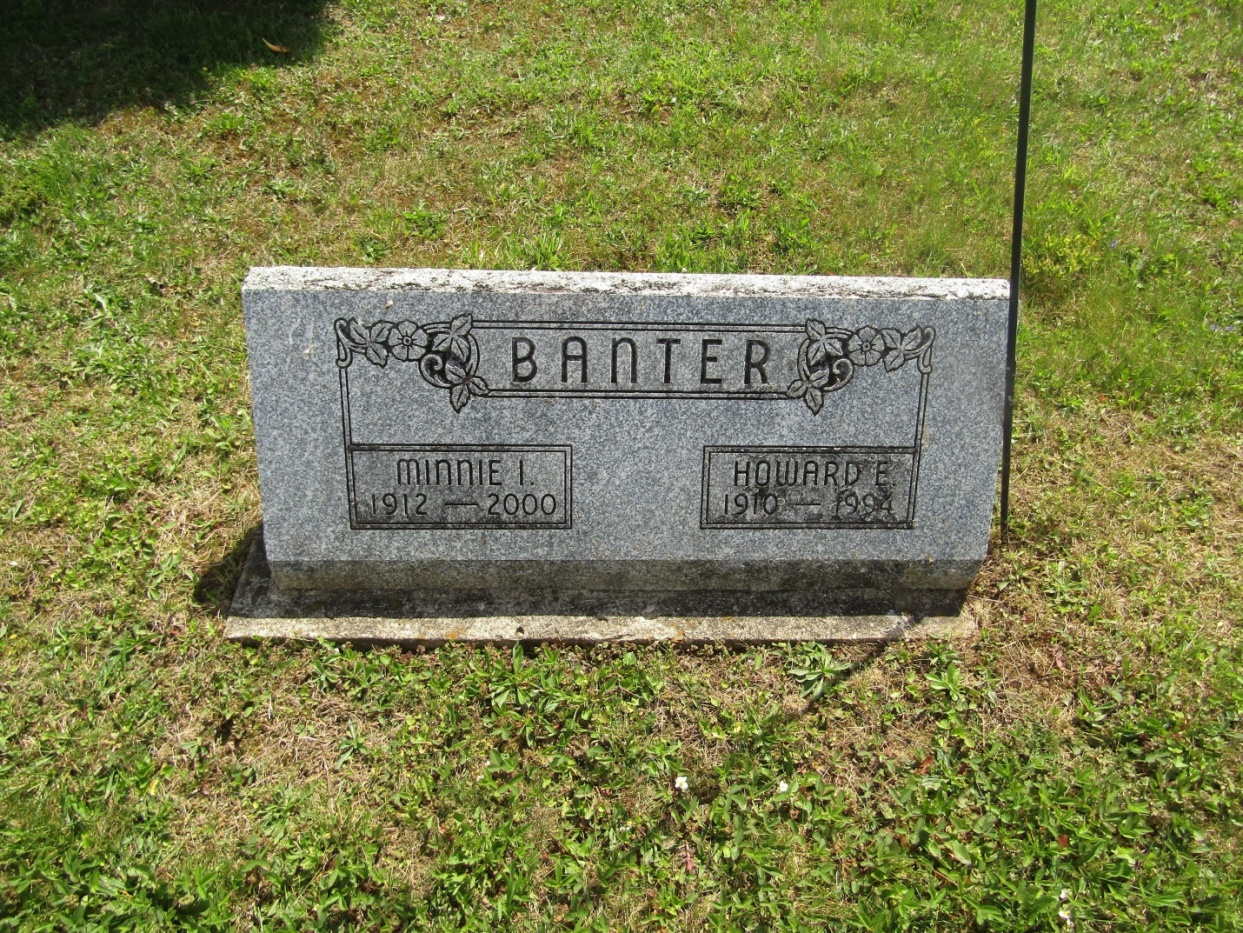 BANTER
MINNIE I.
1912 — 2000
HOWARD E.
1910 — 1994